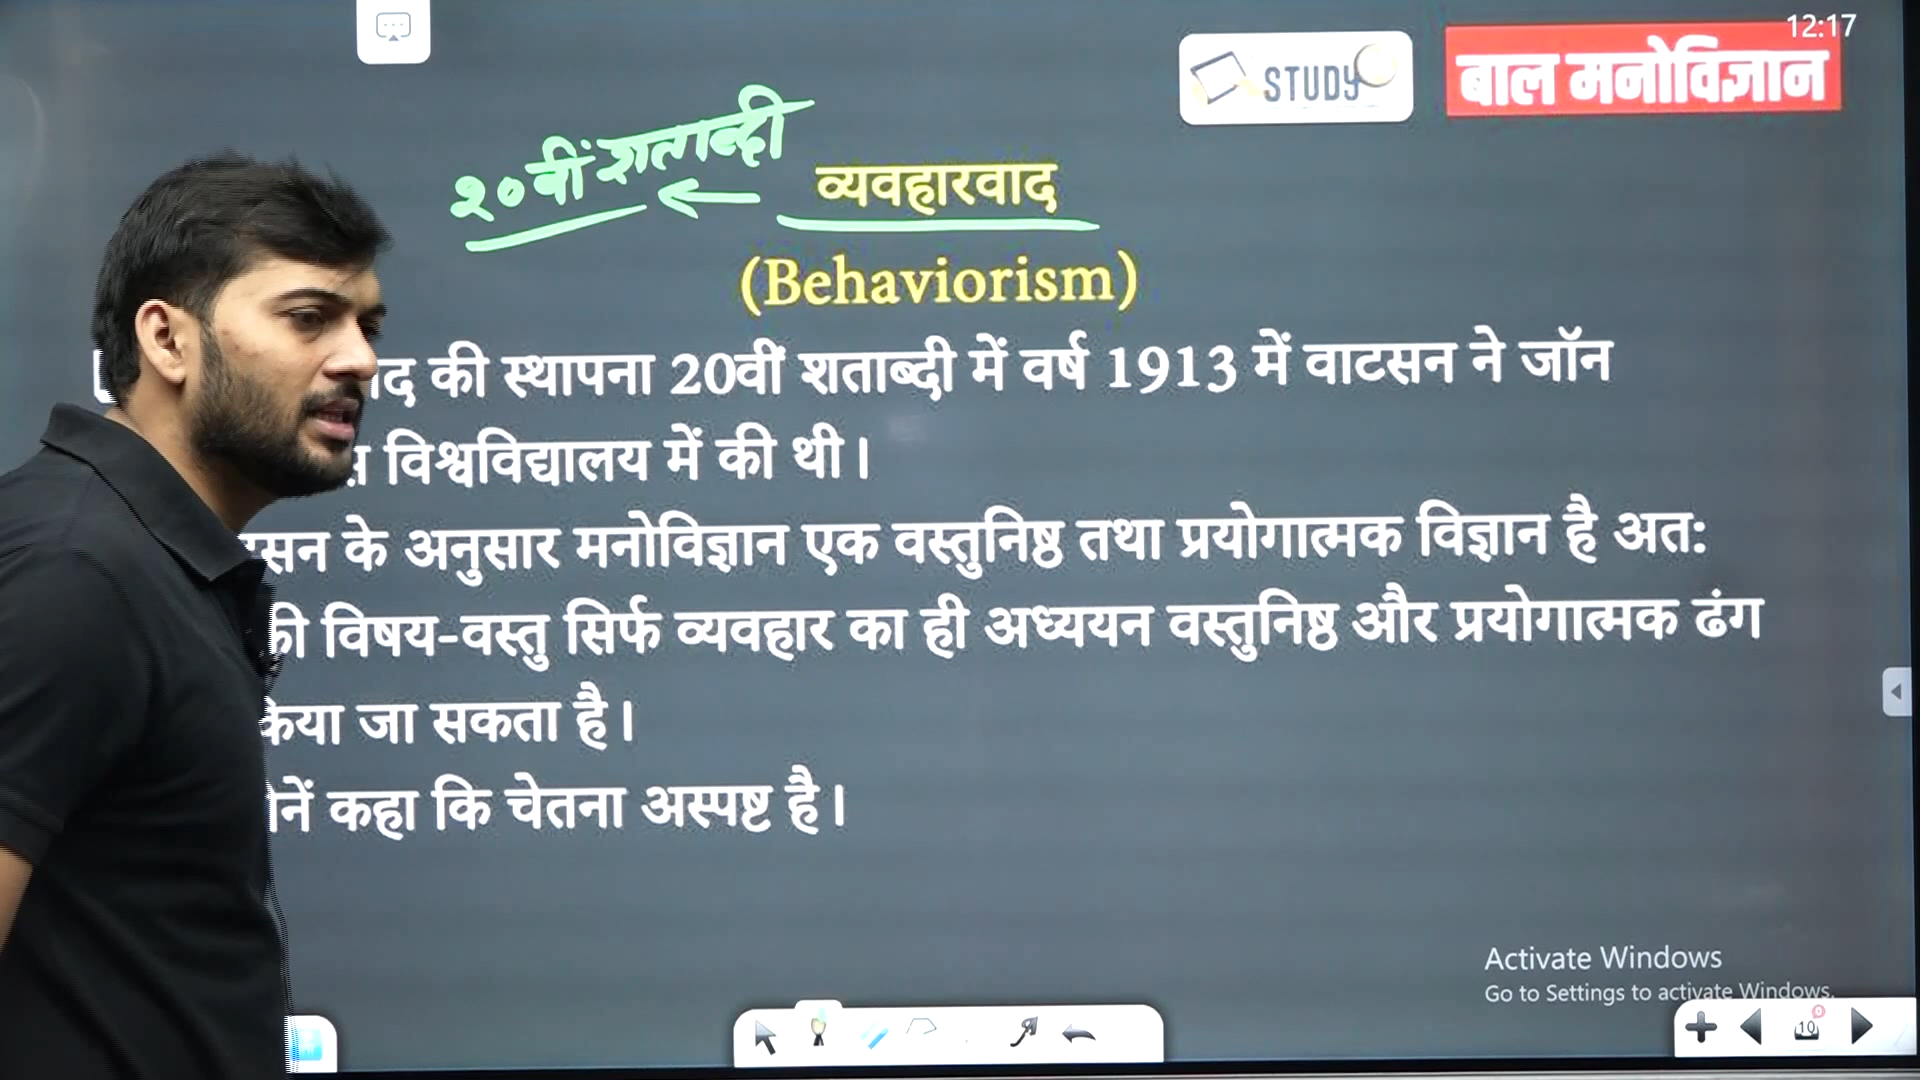 12:17
STUDY
बाल मनोविज्ञान
२०वीं शताब्दी
व्यवहारवाद
(Behaviorism)
की स्थापना 20वीं शताब्दी में वर्ष 1913 में वाटसन ने जॉन
विश्वविद्यालय में की थी।
के अनुसार मनोविज्ञान एक वस्तुनिष्ठ तथा प्रयोगात्मक विज्ञान है अत:
विषय-वस्तु सिर्फ व्यवहार का ही अध्ययन वस्तुनिष्ठ और प्रयोगात्मक ढंग
जा सकता है।
कहा कि चेतना अस्पष्ट है।
Activate Windows
Go to Settings to activate Windows.
10